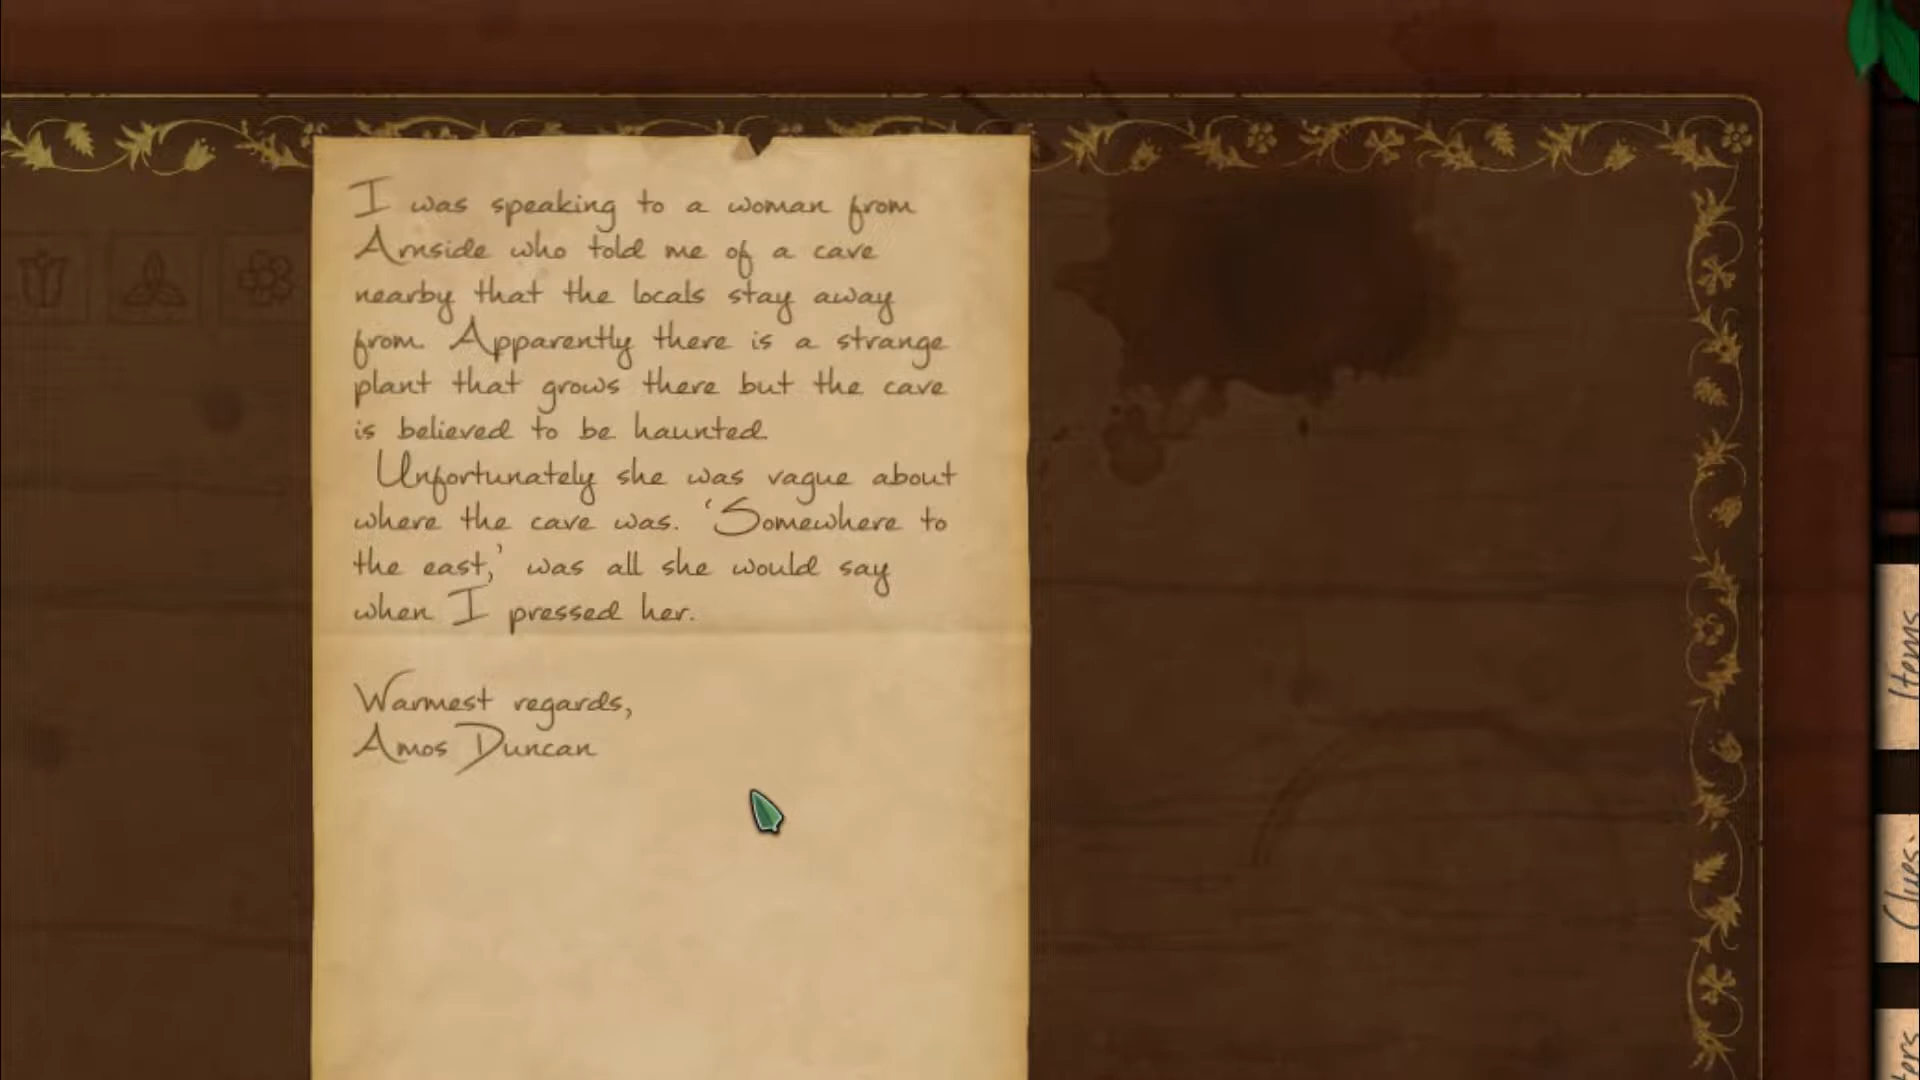 I was speaking to a woman from
Arnside who told me of a cave
nearby that the locals stay away
from. Apparently there is a strange
plant that grows there but the cave
is believed to be haunted.
Unfortunately she was vague about
where the cave was. 'Somewhere to
the east,' was all she would say
when I pressed her.
Warmest regards,
Amos Duncan
Items
Clues